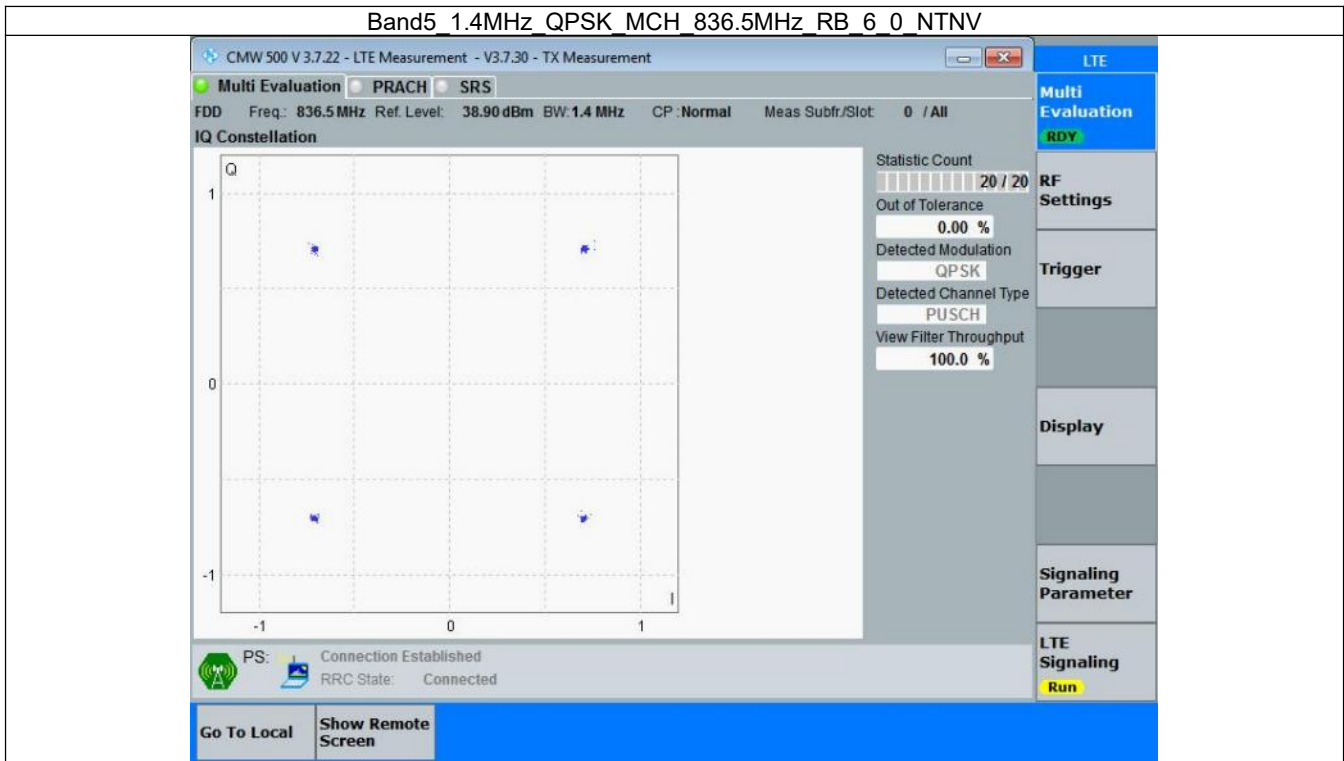 Band5_1.4MHz_QPSK_MCH_836.5MHz_RB_6_0_NTNV
CMW 500 V 3.7.22 - LTE Measurement - V3.7.30 - TX Measurement
LTE
Multi Evaluation PRACH SRS
FDD Freq.: 836.5 MHz Ref. Level: 38.90 dBm BW: 1.4 MHz CP : Normal Meas Subfr./Slot: 0 / All
IQ Constellation
Q
1
0
-1
I
-1 0 1
Statistic Count
20 / 20
Out of Tolerance
0.00 %
Detected Modulation
QPSK
Detected Channel Type
PUSCH
View Filter Throughput
100.0 %
Multi
Evaluation
RDY
RF
Settings
Trigger
Display
Signaling
Parameter
LTE
Signaling
Run
PS: Connection Established
RRC State: Connected
Go To Local
Show Remote
Screen